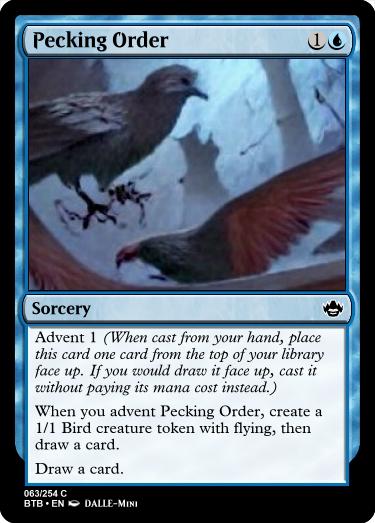 Pecking Order
1
Sorcery
Advent 1 (When cast from your hand, place
this card one card from the top of your library
face up. If you would draw it face up, cast it
without paying its mana cost instead.)
When you advent Pecking Order, create a
1/1 Bird creature token with flying, then
draw a card.
Draw a card.
063/254 C
BTB • EN DALLE-Mini